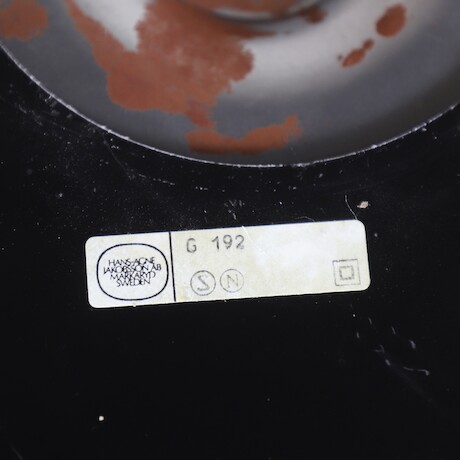 HANS-AGNE
JAKOBSSON AB
MARKARYD
SWEDEN
G 192
S N